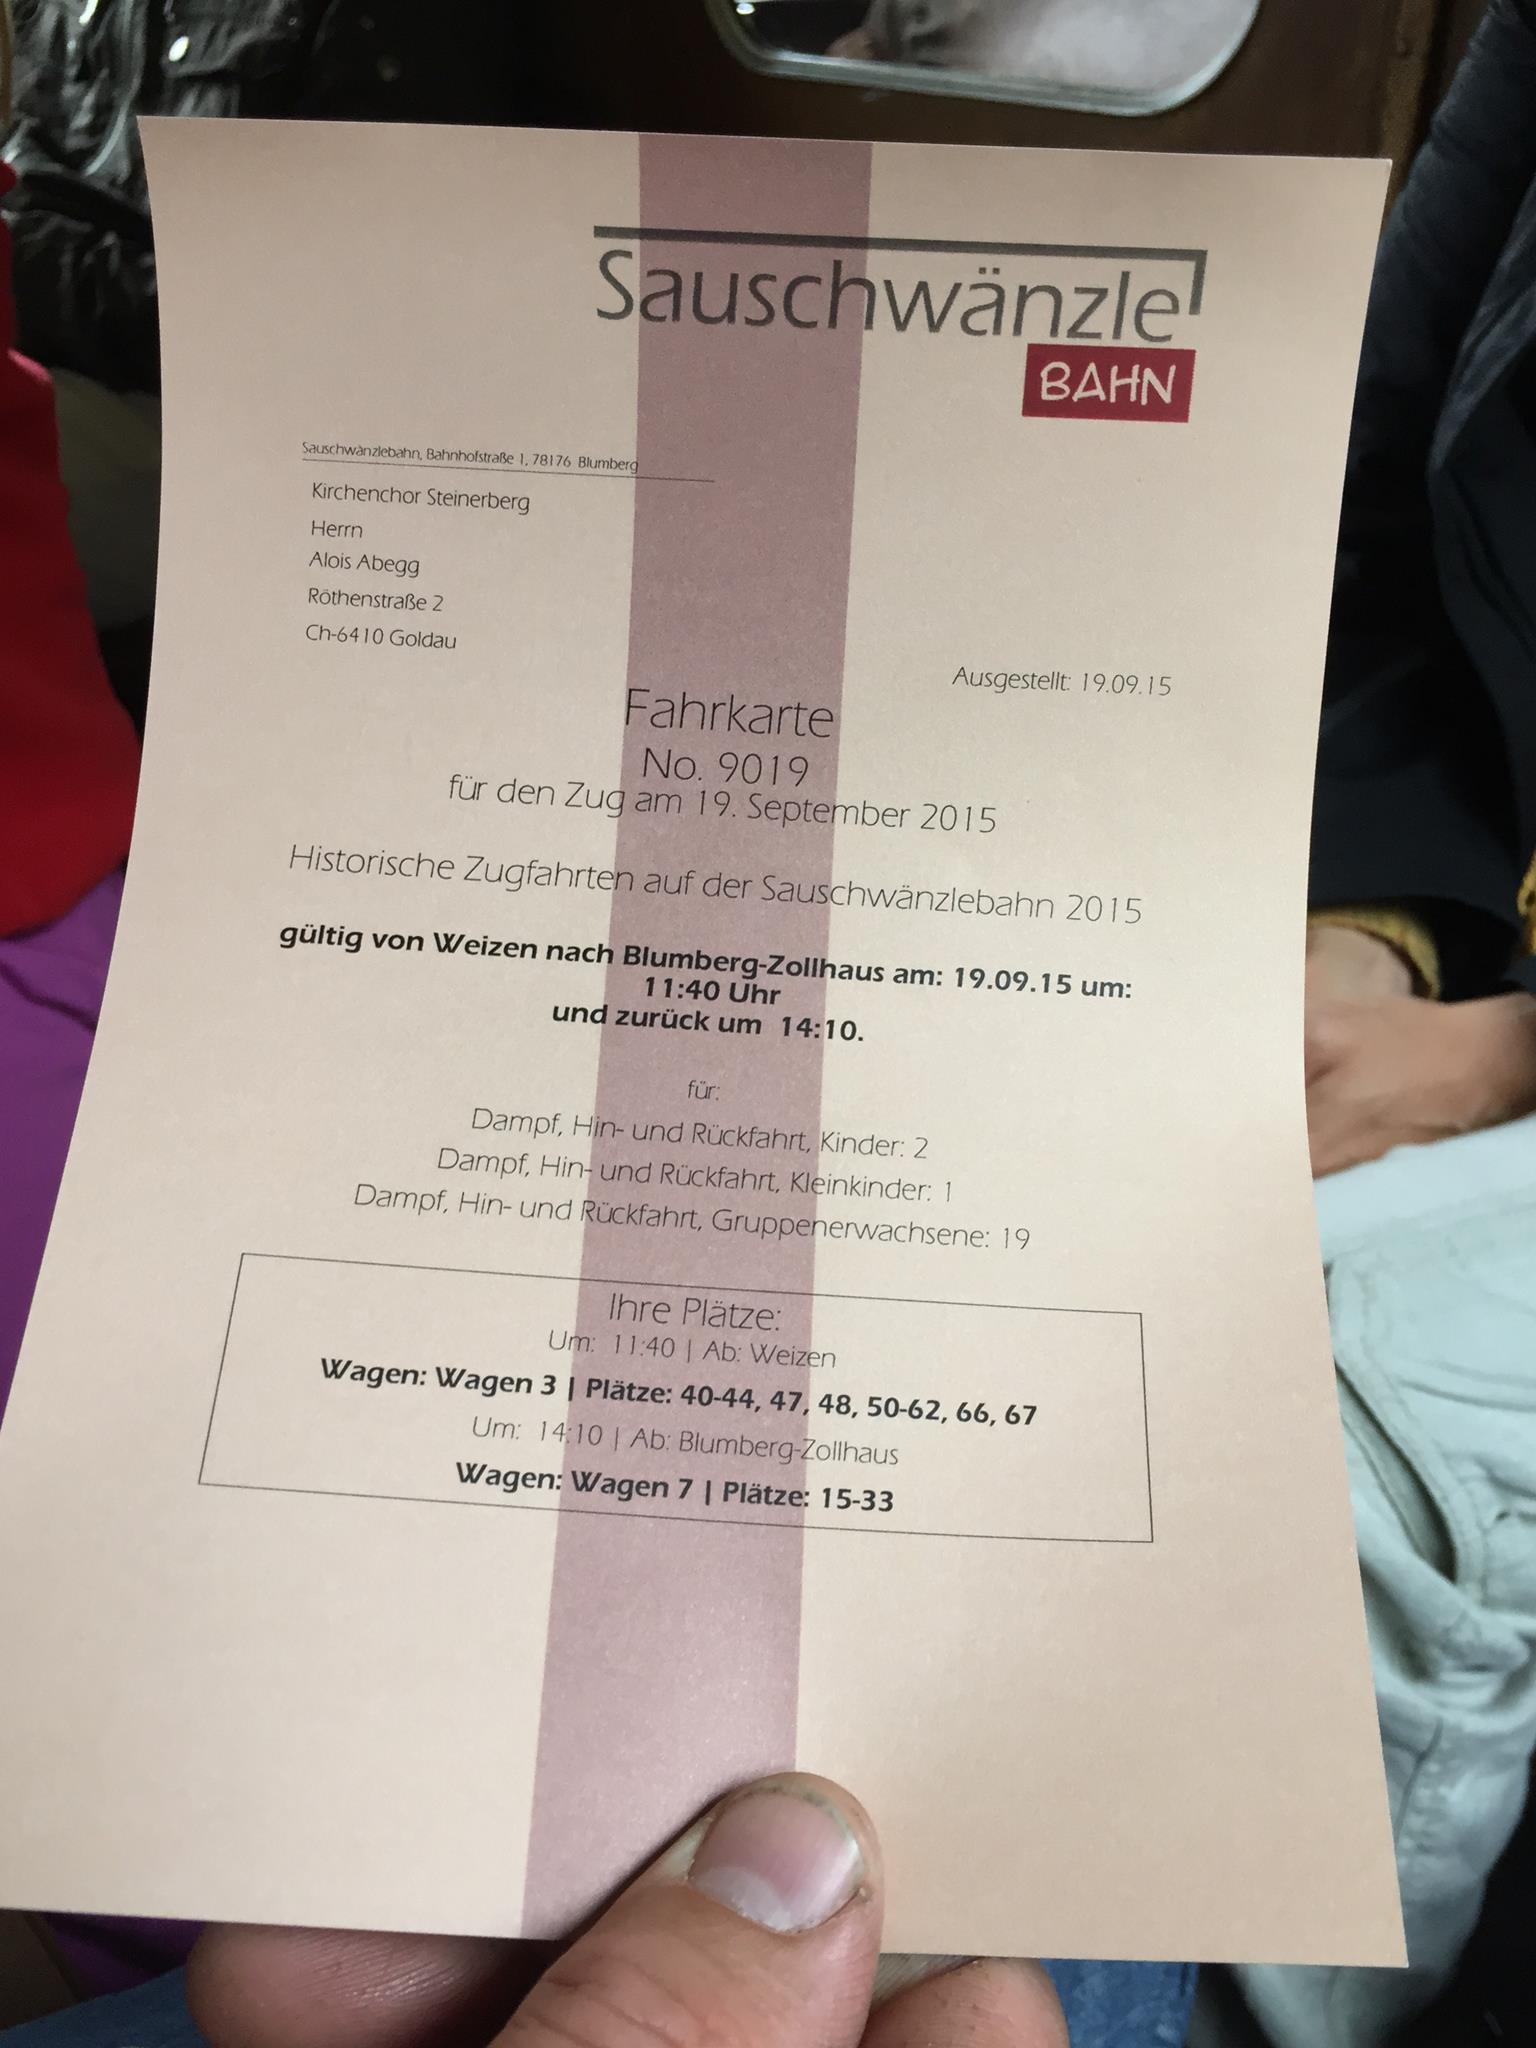 Sauschwänzle
BAHN
Sauschwänzlebahn, Bahnhofstraße 1, 78176 Blumberg
Kirchenchor Steinerberg
Herrn
Alois Abegg
Röthenstraße 2
Ch-6410 Goldau
Ausgestellt: 19.09.15
Fahrkarte
No. 9019
für den Zug am 19. September 2015
Historische Zugfahrten auf der Sauschwänzlebahn 2015
gültig von Weizen nach Blumberg-Zollhaus am: 19.09.15 um:
11:40 Uhr
und zurück um 14:10.
für:
Dampf, Hin- und Rückfahrt, Kinder: 2
Dampf, Hin- und Rückfahrt, Kleinkinder: 1
Dampf, Hin- und Rückfahrt, Gruppenerwachsene: 19
Ihre Plätze:
Um: 11:40 | Ab: Weizen
Wagen: Wagen 3 | Plätze: 40-44, 47, 48, 50-62, 66, 67
Um: 14:10 | Ab: Blumberg-Zollhaus
Wagen: Wagen 7 | Plätze: 15-33